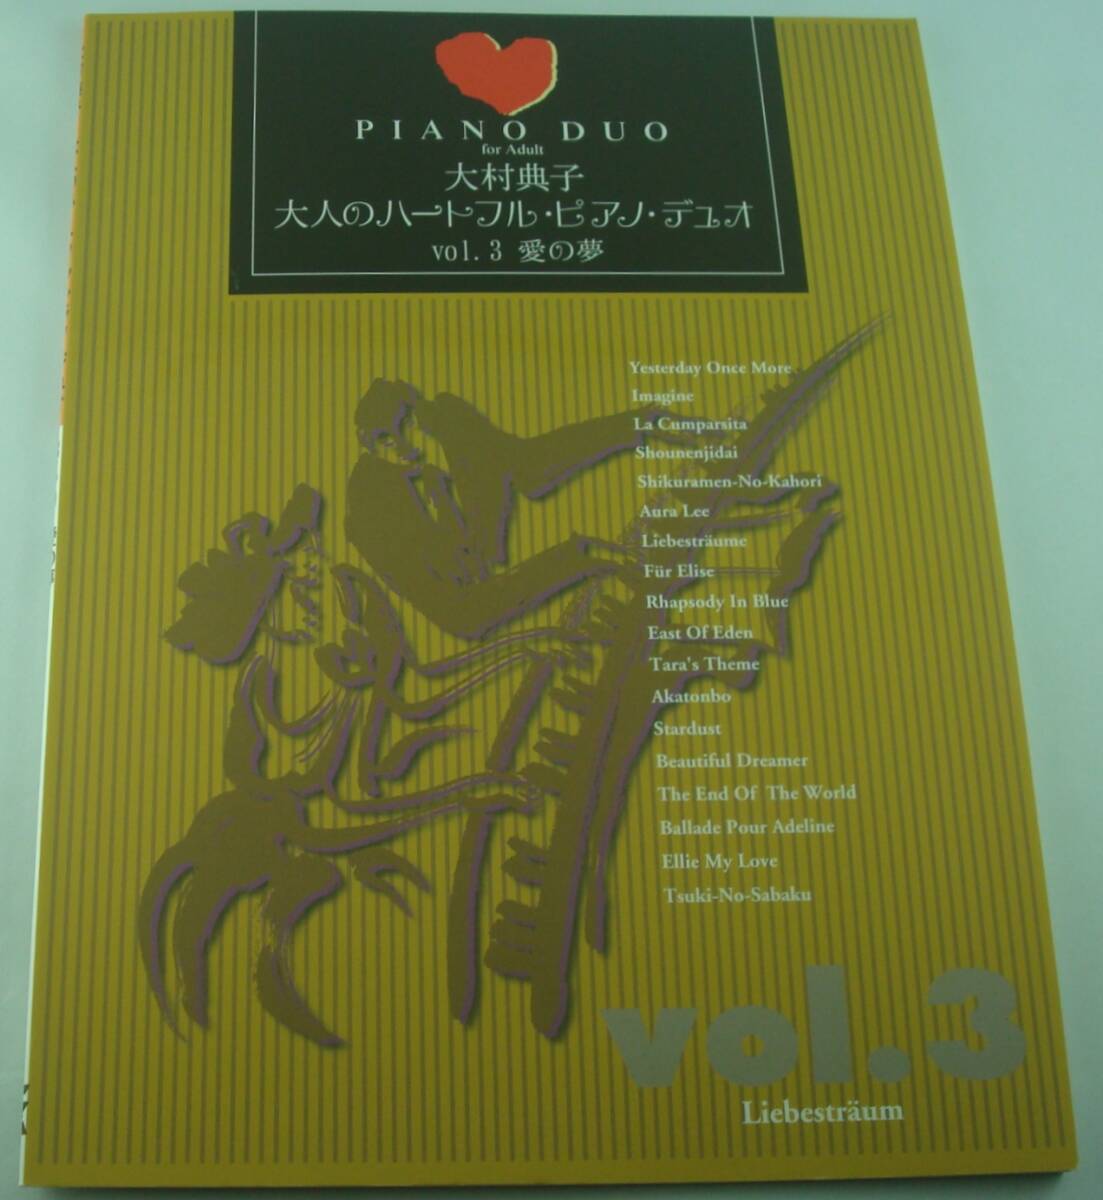 PIANO DUO
for Adult
大村典子
大人のハートフル・ピアノ・デュオ
vol.3 愛の夢
Yesterday Once More
Imagine
La Cumparsita
Shounenjidai
Shikuramen-No-Kahori
Aura Lee
Liebesträume
Für Elise
Rhapsody In Blue
East Of Eden
Tara's Theme
Akatonbo
Stardust
Beautiful Dreamer
The End Of The World
Ballade Pour Adeline
Ellie My Love
Tsuki-No-Sabaku
vol.3
Liebesträum